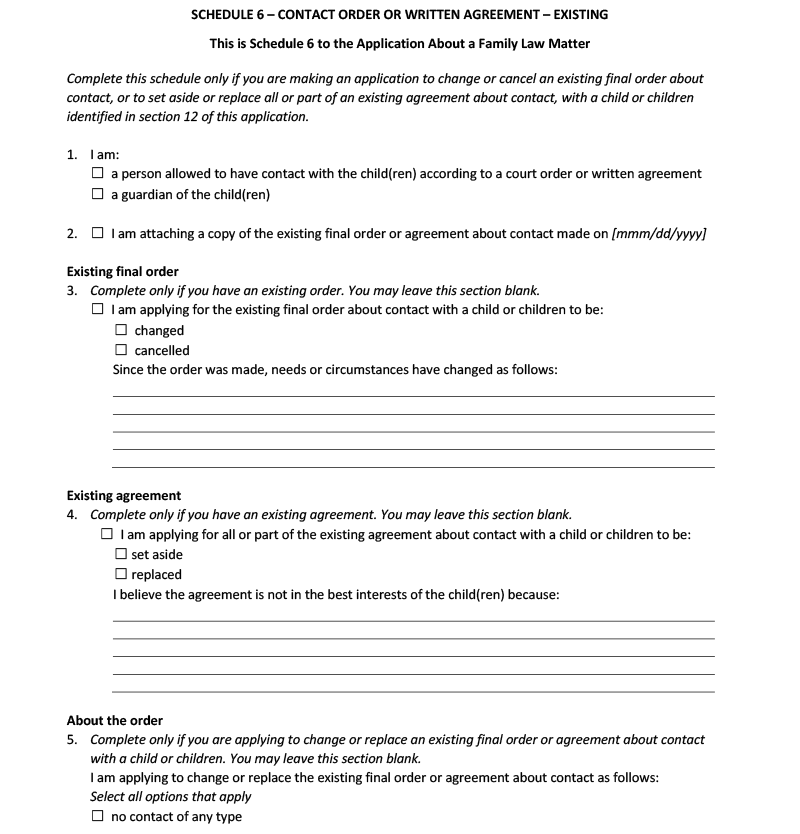 SCHEDULE 6 – CONTACT ORDER OR WRITTEN AGREEMENT – EXISTING
This is Schedule 6 to the Application About a Family Law Matter
Complete this schedule only if you are making an application to change or cancel an existing final order about
contact, or to set aside or replace all or part of an existing agreement about contact, with a child or children
identified in section 12 of this application.
1. I am:
☐ a person allowed to have contact with the child(ren) according to a court order or written agreement
☐ a guardian of the child(ren)
2. ☐ I am attaching a copy of the existing final order or agreement about contact made on [mmm/dd/yyyy]
Existing final order
3. Complete only if you have an existing order. You may leave this section blank.
☐ I am applying for the existing final order about contact with a child or children to be:
☐ changed
☐ cancelled
Since the order was made, needs or circumstances have changed as follows:
Existing agreement
4. Complete only if you have an existing agreement. You may leave this section blank.
☐ I am applying for all or part of the existing agreement about contact with a child or children to be:
☐ set aside
☐ replaced
I believe the agreement is not in the best interests of the child(ren) because:
About the order
5. Complete only if you are applying to change or replace an existing final order or agreement about contact
with a child or children. You may leave this section blank.
I am applying to change or replace the existing final order or agreement about contact as follows:
Select all options that apply
☐ no contact of any type